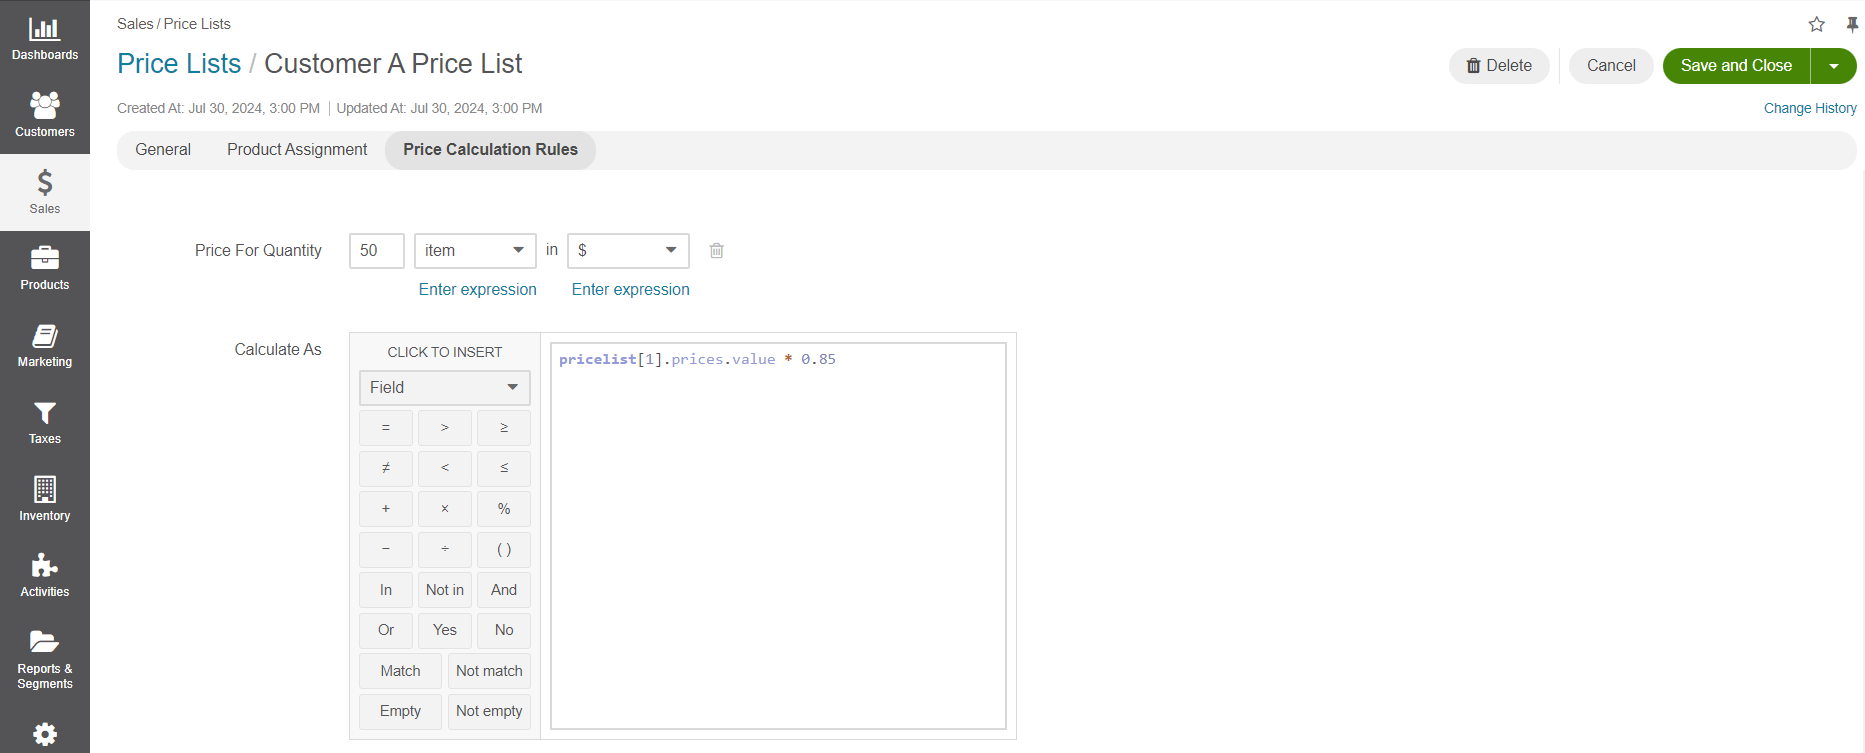 Dashboards
Customers
Sales
Products
Marketing
Taxes
Inventory
Activities
Reports &
Segments
Sales / Price Lists
Price Lists / Customer A Price List
Delete
Cancel
Save and Close
Created At: Jul 30, 2024, 3:00 PM | Updated At: Jul 30, 2024, 3:00 PM
Change History
General Product Assignment Price Calculation Rules
Price For Quantity 50 item in $
Enter expression Enter expression
Calculate As
CLICK TO INSERT
Field
= > ≥
≠ < ≤
+ × %
− ÷ ( )
In Not in And
Or Yes No
Match Not match
Empty Not empty
pricelist[1].prices.value * 0.85